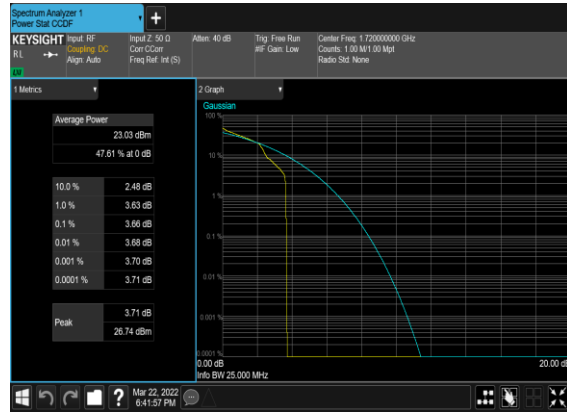 Spectrum Analyzer 1
Power Stat CCDF
+
KEYSIGHT
R L
LXI
Input: RF
Coupling: DC
Align: Auto
Input Z: 50 Ω
Corr CCorr
Freq Ref: Int (S)
Atten: 40 dB
Trig: Free Run
#IF Gain: Low
Center Freq: 1.720000000 GHz
Counts: 1.00 M/1.00 Mpt
Radio Std: None
1 Metrics
Average Power
23.03 dBm
47.61 % at 0 dB
10.0 % 2.48 dB
1.0 % 3.63 dB
0.1 % 3.66 dB
0.01 % 3.68 dB
0.001 % 3.70 dB
0.0001 % 3.71 dB
Peak
3.71 dB
26.74 dBm
2 Graph
Gaussian
100 %
10 %
1 %
0.1 %
0.01 %
0.001 %
0.0001 %
0.00 dB
20.00 dB
Info BW 25.000 MHz
?
Mar 22, 2022
6:41:57 PM